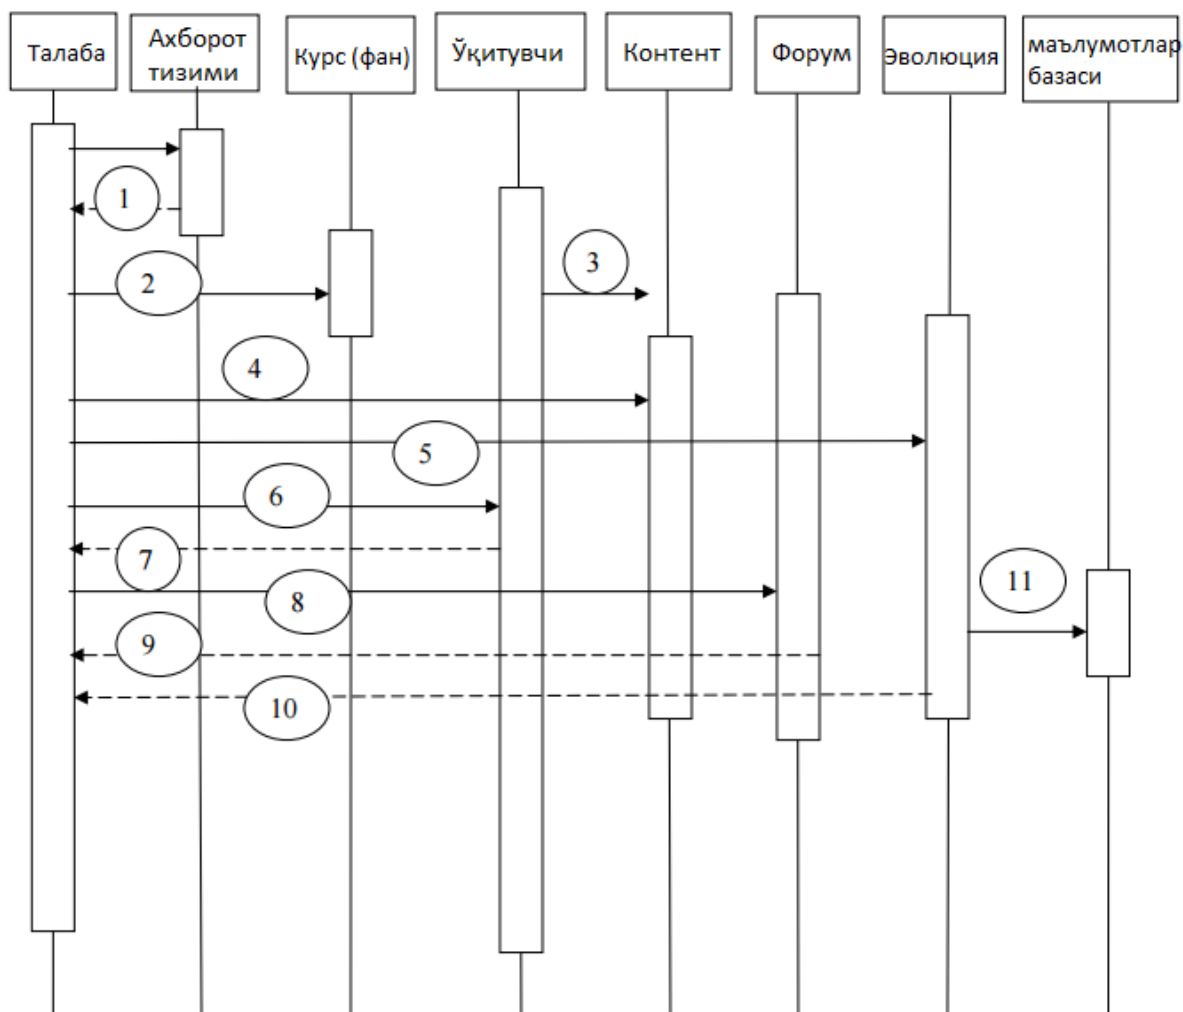 Талаба
Ахборот
тизими
Курс (фан)
Ўқитувчи
Контент
Форум
Эволюция
маълумотлар
базаси
1
2
3
4
5
6
7
8
9
10
11